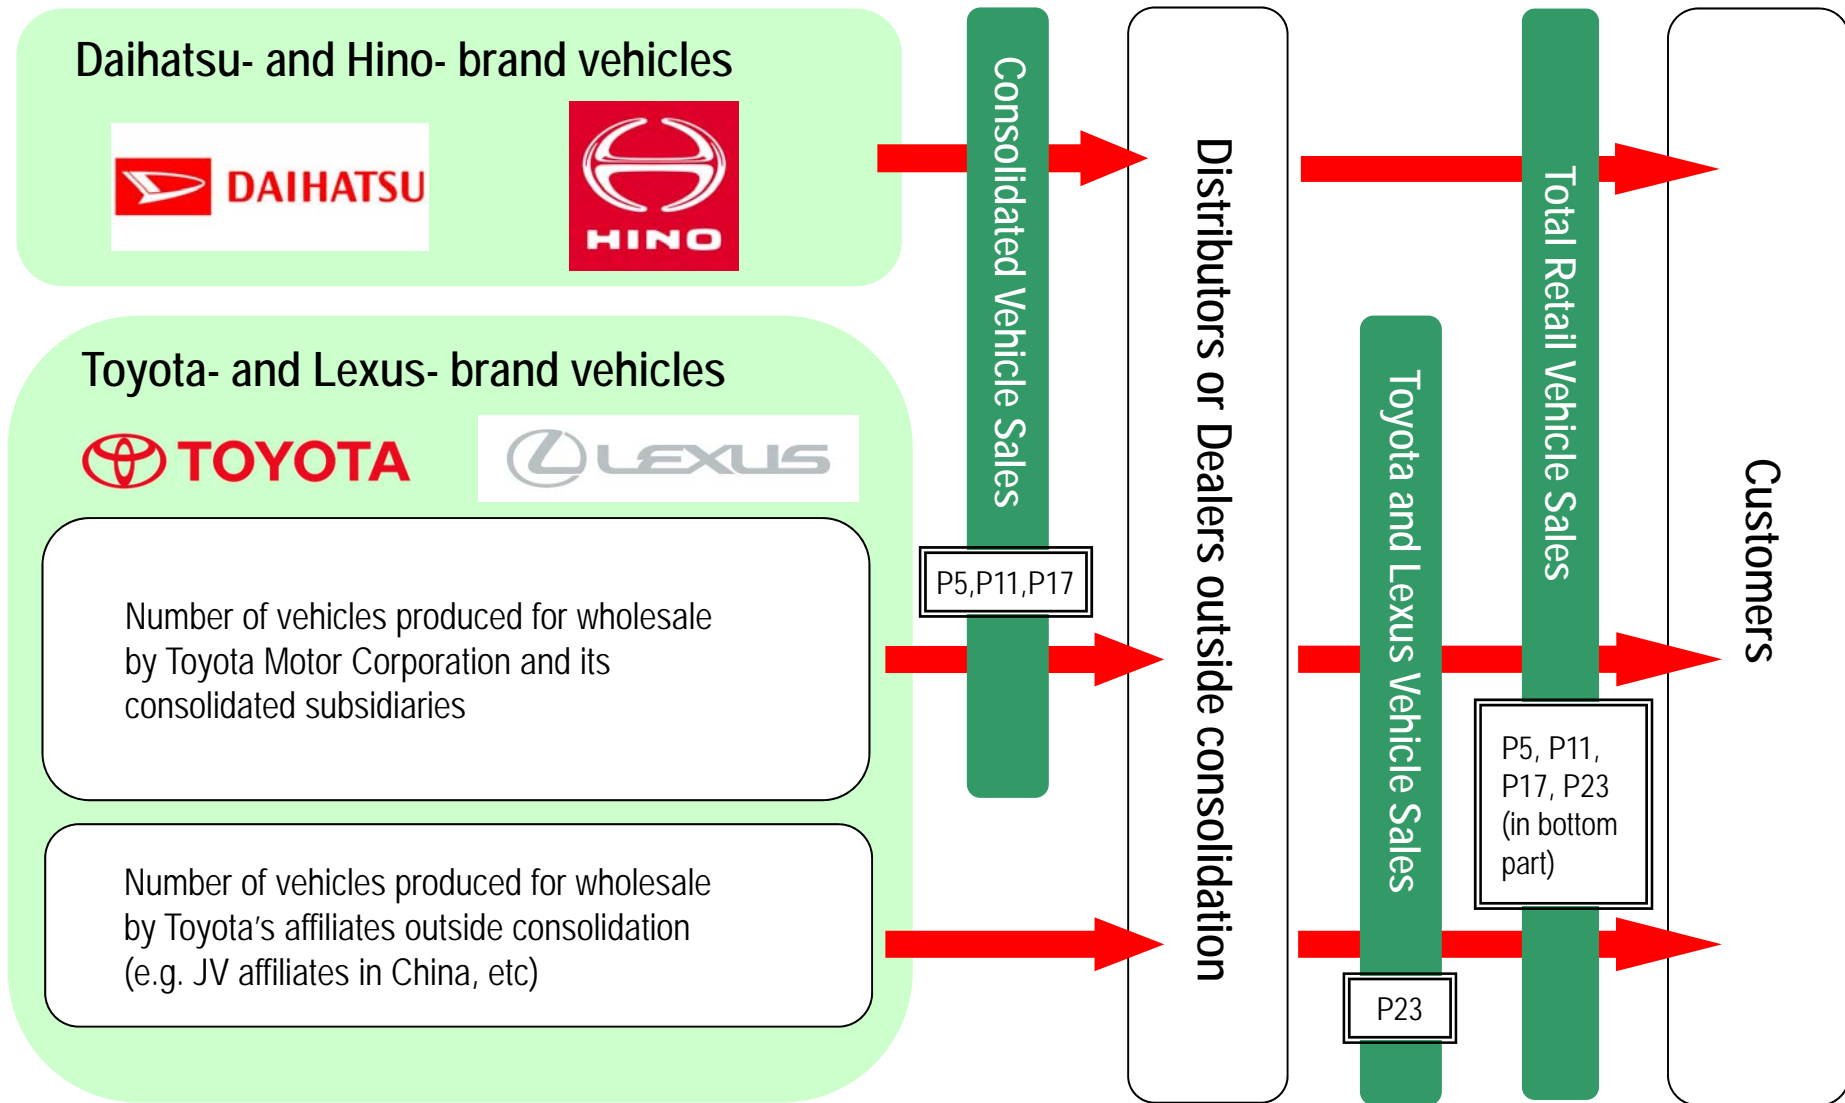 Daihatsu- and Hino- brand vehicles
DAIHATSU
HINO
Toyota- and Lexus- brand vehicles
TOYOTA
LEXUS
Number of vehicles produced for wholesale
by Toyota Motor Corporation and its
consolidated subsidiaries
Number of vehicles produced for wholesale
by Toyota’s affiliates outside consolidation
(e.g. JV affiliates in China, etc)
Consolidated Vehicle Sales
P5,P11,P17
Distributors or Dealers outside consolidation
Toyota and Lexus Vehicle Sales
P23
Total Retail Vehicle Sales
P5, P11,
P17, P23
(in bottom
part)
Customers